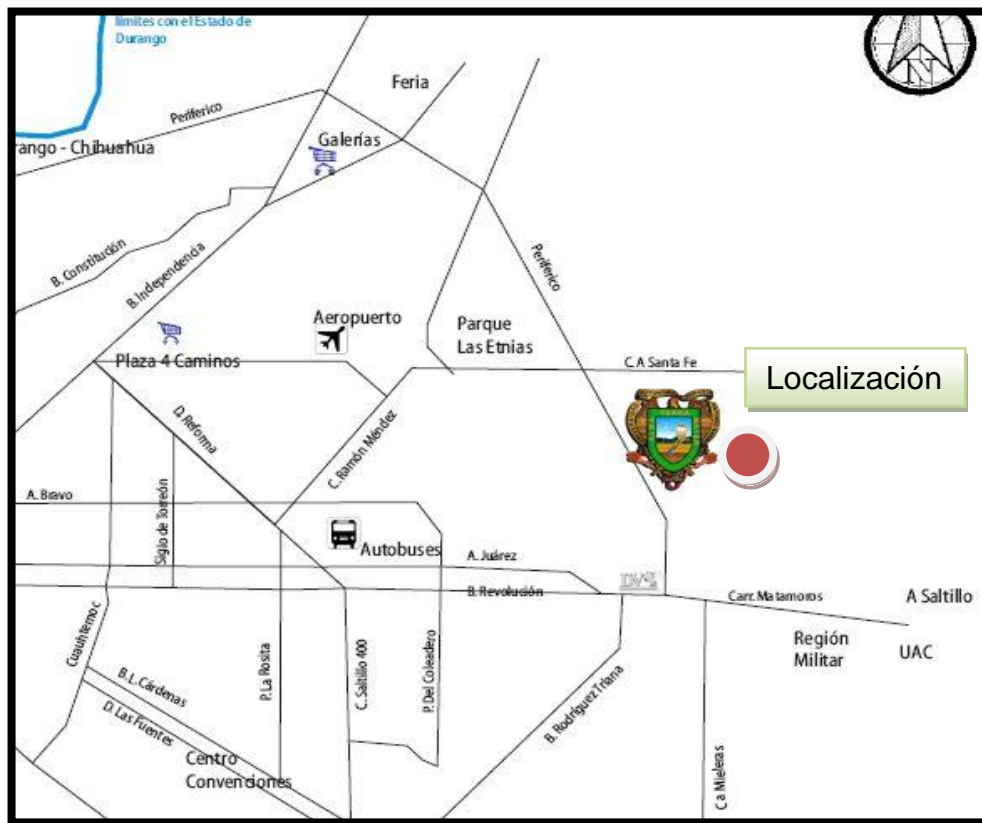 límites con el Estado de
Durango
N
Feria
Periferico
Galerías
rango - Chihuahua
B. Constitución
B. Independencia
Periferico
Aeropuerto
Parque
Las Etnias
Plaza 4 Caminos
C. A Santa Fe
Localización
D. Reforma
C. Ramón Méndez
A. Bravo
Siglo de Torreón
Autobuses
A. Juárez
B. Revolución
Carr. Matamoros
A Saltillo
Región
Militar
UAC
Cuauhtemoc
P. La Rosita
C. Saltillo 400
P. Del Coleadero
B. Rodríguez Triana
B. L. Cárdenas
D. Las Fuentes
Centro
Convenciones
C a Mieleras